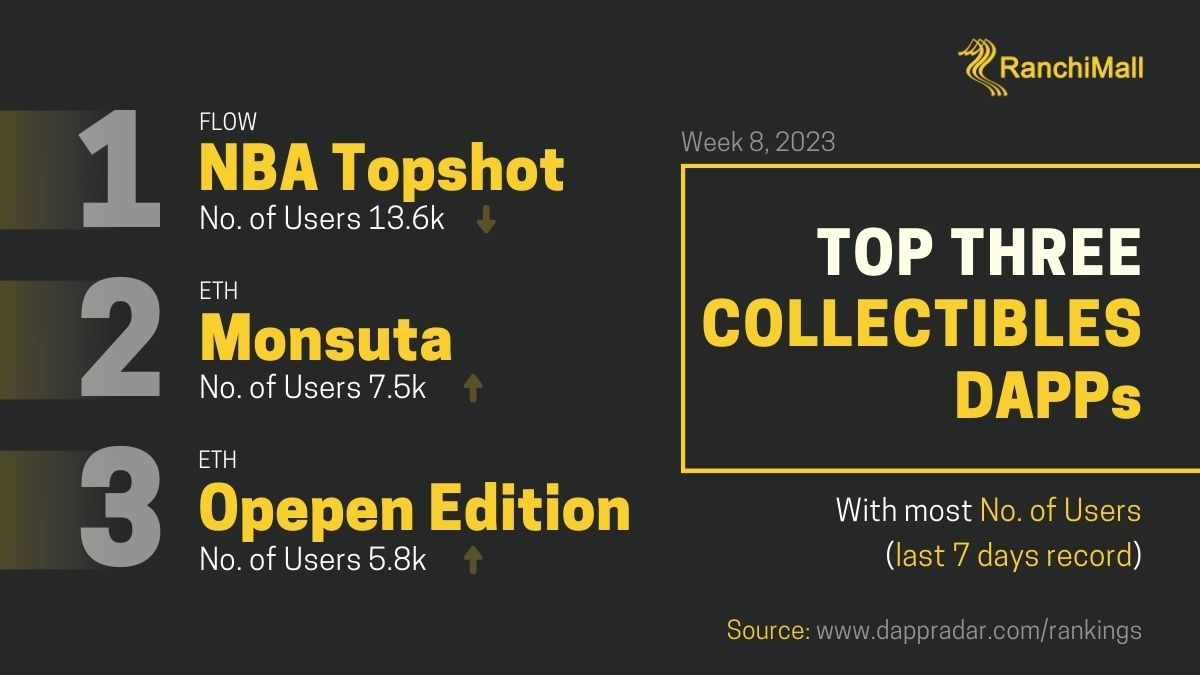 RanchiMall
1
FLOW
NBA Topshot
No. of Users 13.6k
2
ETH
Monsuta
No. of Users 7.5k
3
ETH
Opepen Edition
No. of Users 5.8k
Week 8, 2023
TOP THREE
COLLECTIBLES
DAPPs
With most No. of Users
(last 7 days record)
Source: www.dappradar.com/rankings